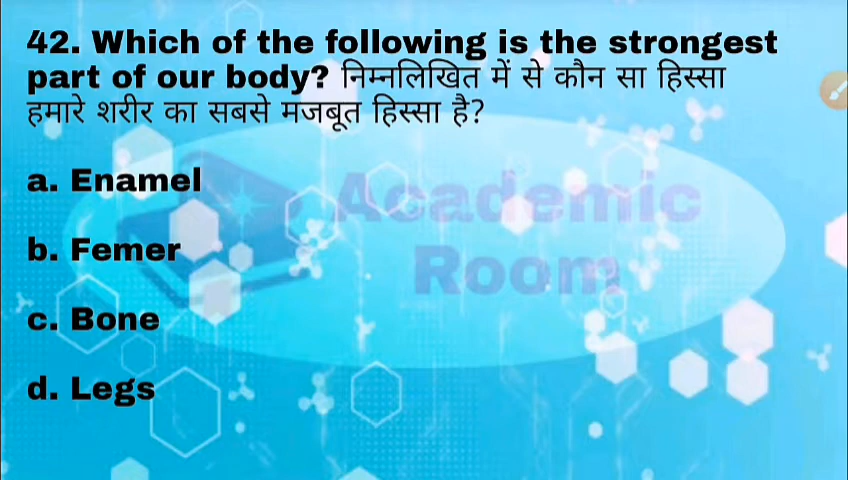 42. Which of the following is the strongest
part of our body? निम्नलिखित में से कौन सा हिस्सा
हमारे शरीर का सबसे मजबूत हिस्सा है?
a. Enamel
Academic
Room
b. Femer
c. Bone
d. Legs